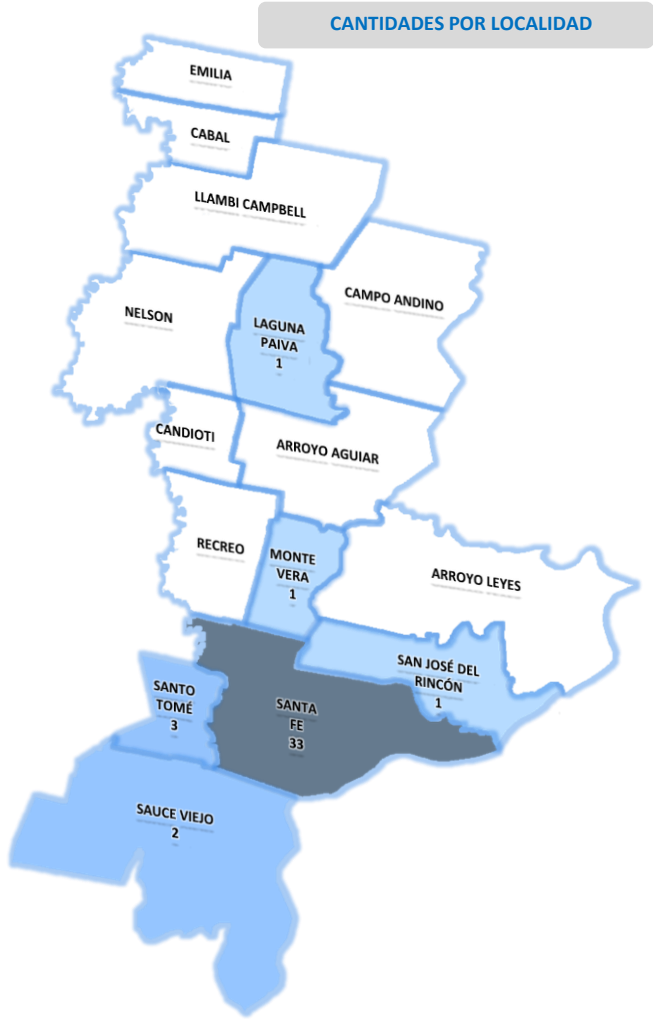 CANTIDADES POR LOCALIDAD
EMILIA
CABAL
LLAMBI CAMPBELL
CAMPO ANDINO
NELSON
LAGUNA
PAIVA
1
CANDIOTI
ARROYO AGUIAR
RECREO
MONTE
VERA
1
ARROYO LEYES
SAN JOSÉ DEL
RINCÓN
1
SANTO
TOMÉ
3
SANTA
FE
33
SAUCE VIEJO
2